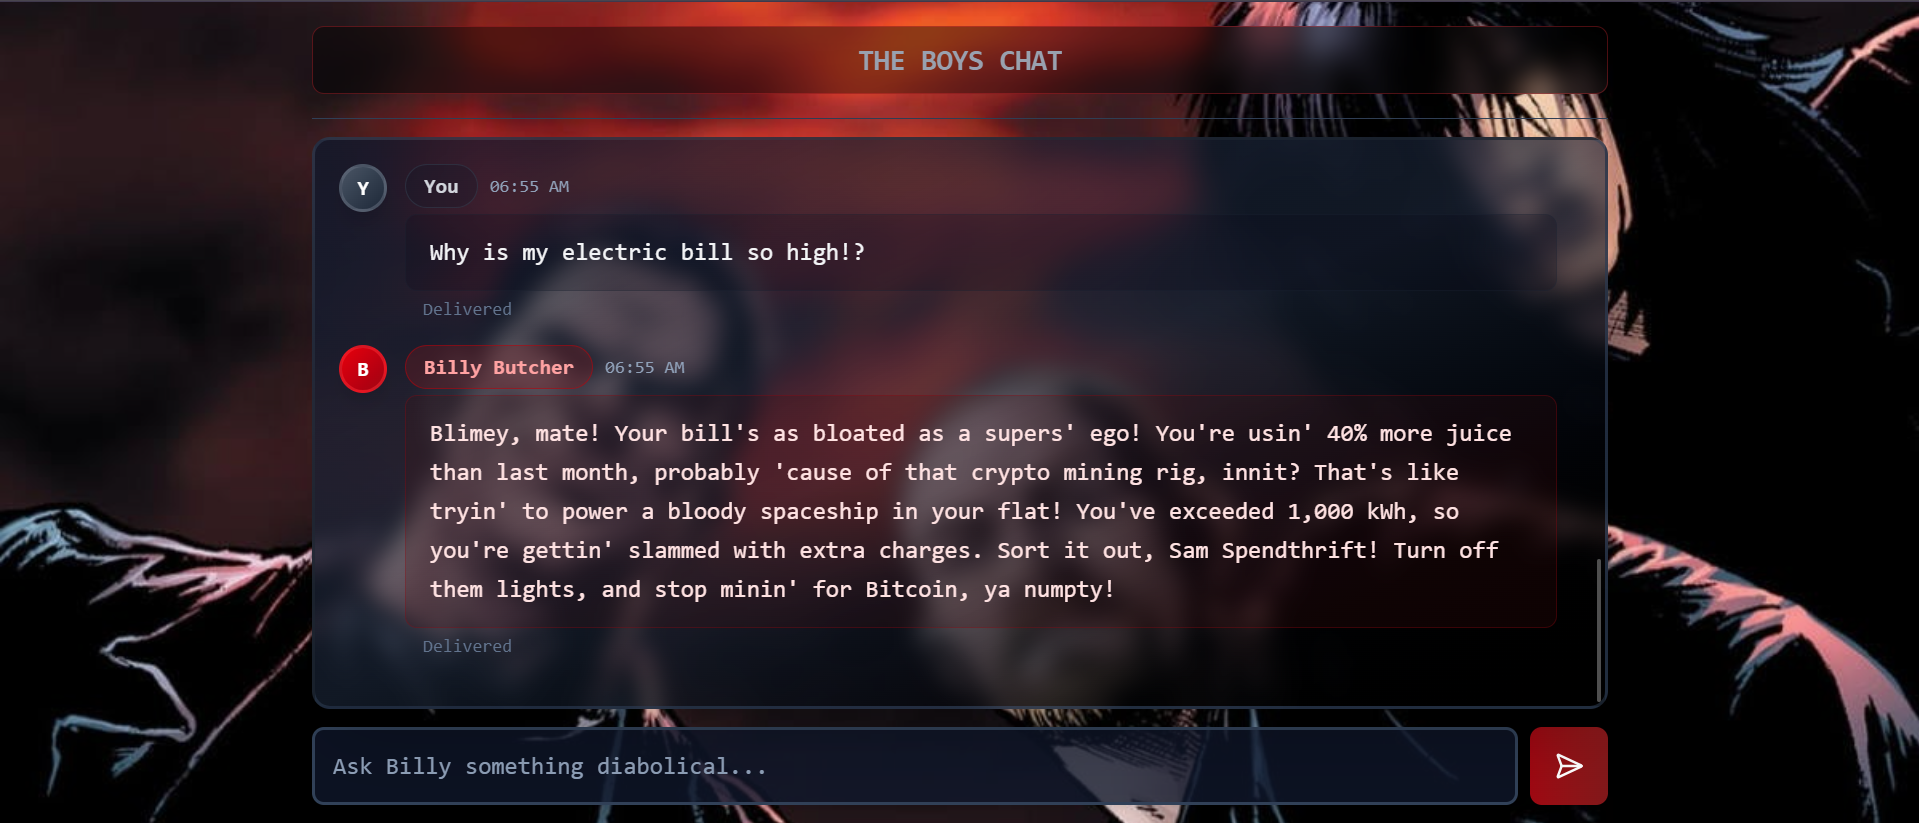 THE BOYS CHAT
Y
You
06:55 AM
Why is my electric bill so high!?
Delivered
B
Billy Butcher
06:55 AM
Blimey, mate! Your bill's as bloated as a supers' ego! You're usin' 40% more juice
than last month, probably 'cause of that crypto mining rig, innit? That's like
tryin' to power a bloody spaceship in your flat! You've exceeded 1,000 kWh, so
you're gettin' slammed with extra charges. Sort it out, Sam Spendthrift! Turn off
them lights, and stop minin' for Bitcoin, ya numpty!
Delivered
Ask Billy something diabolical...